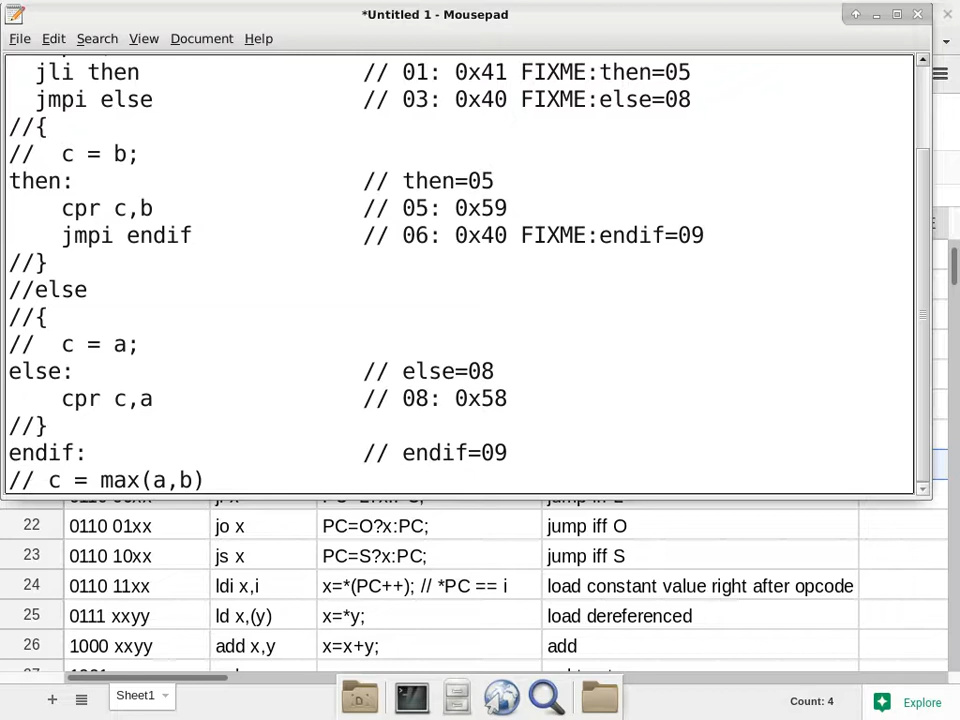 *Untitled 1 - Mousepad
File Edit Search View Document Help
jli then // 01: 0x41 FIXME:then=05
jmpi else // 03: 0x40 FIXME:else=08
//{
// c = b;
then: // then=05
cpr c,b // 05: 0x59
jmpi endif // 06: 0x40 FIXME:endif=09
//}
//else
//{
// c = a;
else: // else=08
cpr c,a // 08: 0x58
//}
endif: // endif=09
// c = max(a,b)
E
22 0110 01xx jo x PC=O?x:PC; jump iff O
23 0110 10xx js x PC=S?x:PC; jump iff S
24 0110 11xx ldi x,i x=*(PC++); // *PC == i load constant value right after opcode
25 0111 xxyy ld x,(y) x=*y; load dereferenced
26 1000 xxyy add x,y x=x+y; add
Sheet1
Count: 4
Explore